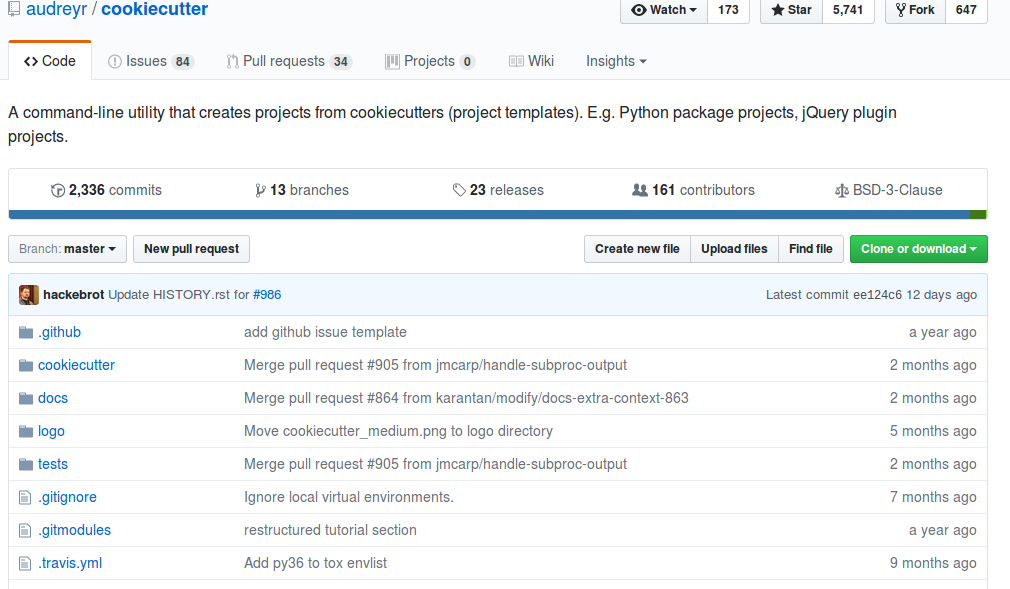 audreyr / cookiecutter Watch 173 Star 5,741 Fork 647
Code Issues 84 Pull requests 34 Projects 0 Wiki Insights
A command-line utility that creates projects from cookiecutters (project templates). E.g. Python package projects, jQuery plugin
projects.
2,336 commits 13 branches 23 releases 161 contributors BSD-3-Clause
Branch: master New pull request Create new file Upload files Find file Clone or download
hackebrot Update HISTORY.rst for #986 Latest commit ee124c6 12 days ago
.github add github issue template a year ago
cookiecutter Merge pull request #905 from jmcarp/handle-subproc-output 2 months ago
docs Merge pull request #864 from karantan/modify/docs-extra-context-863 2 months ago
logo Move cookiecutter_medium.png to logo directory 5 months ago
tests Merge pull request #905 from jmcarp/handle-subproc-output 2 months ago
.gitignore Ignore local virtual environments. 7 months ago
.gitmodules restructured tutorial section a year ago
.travis.yml Add py36 to tox envlist 9 months ago